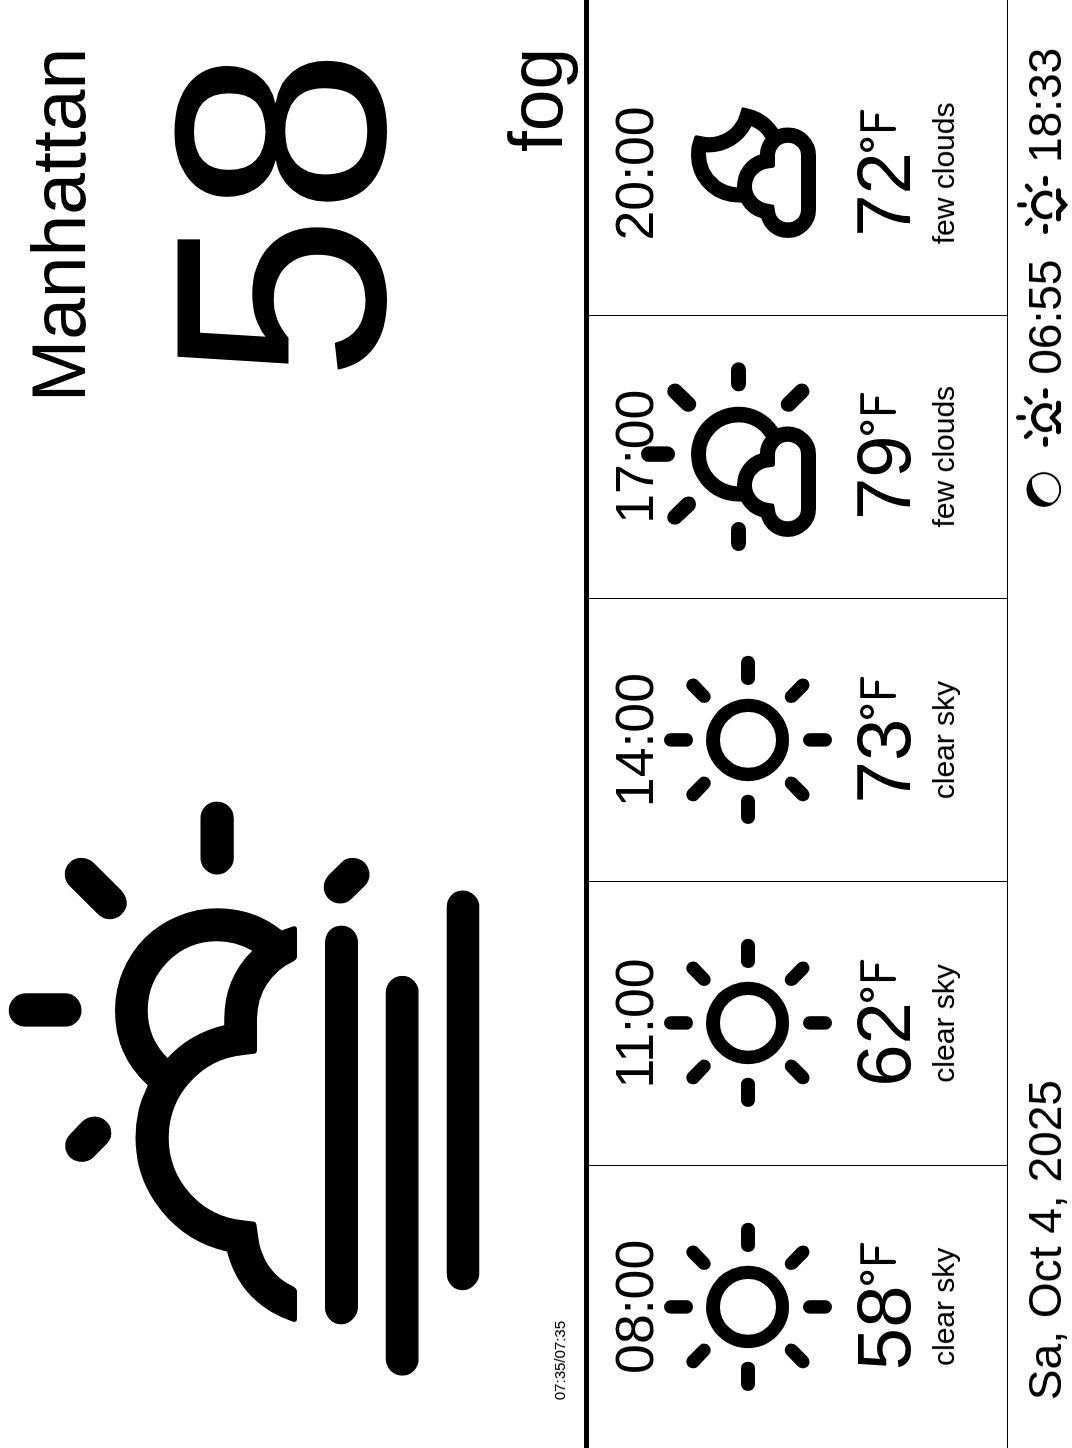 Manhattan
58
fog
07:35/07:35
08:00
58°F
clear sky
11:00
62°F
clear sky
14:00
73°F
clear sky
17:00
79°F
few clouds
20:00
72°F
few clouds
Sa, Oct 4, 2025
06:55
18:33